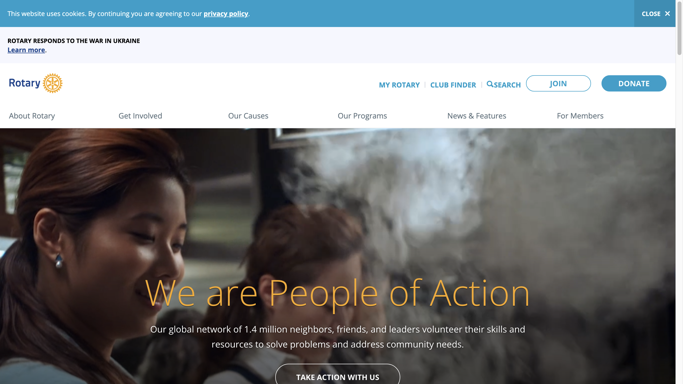 This website uses cookies. By continuing you are agreeing to our privacy policy.
CLOSE ✕
ROTARY RESPONDS TO THE WAR IN UKRAINE
Learn more.
Rotary
MY ROTARY | CLUB FINDER | SEARCH
JOIN
DONATE
About Rotary
Get Involved
Our Causes
Our Programs
News & Features
For Members
We are People of Action
Our global network of 1.4 million neighbors, friends, and leaders volunteer their skills and
resources to solve problems and address community needs.
TAKE ACTION WITH US